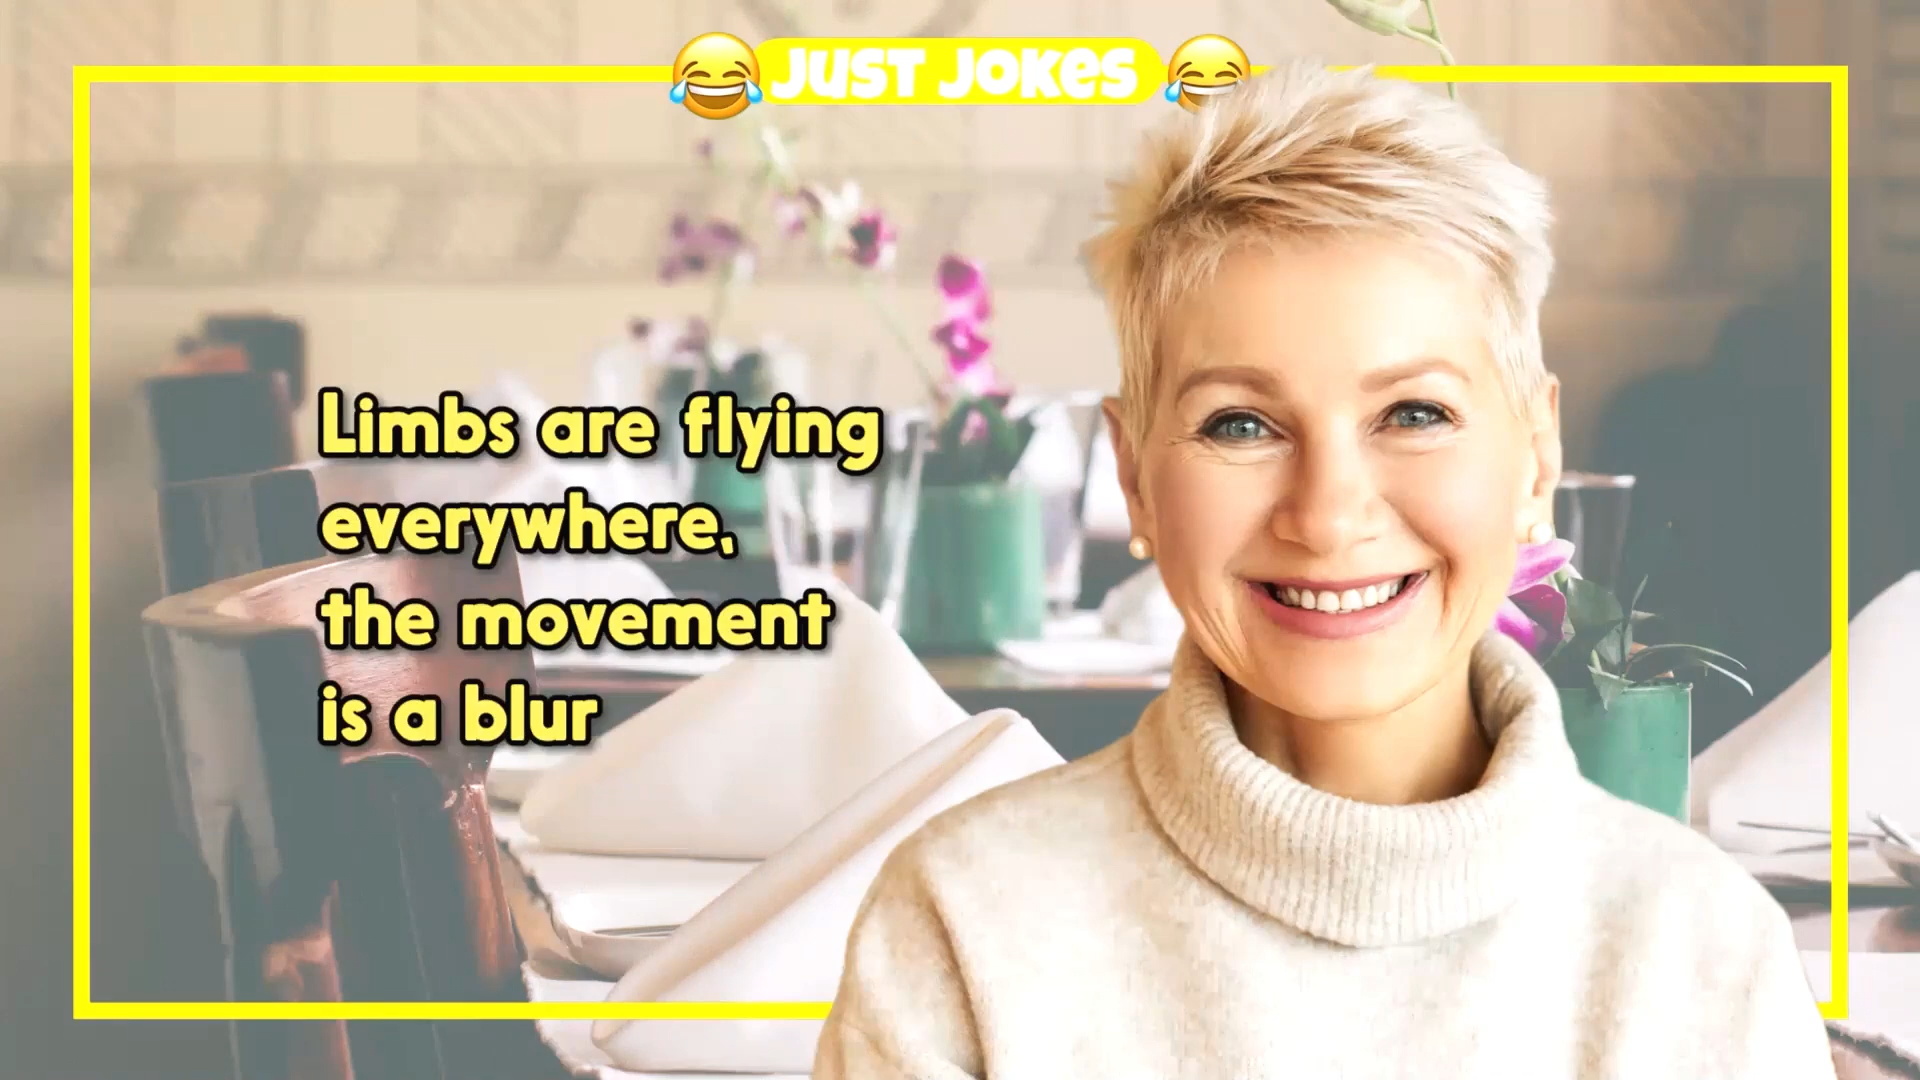 JUST JOKES
Limbs are flying
everywhere,
the movement
is a blur